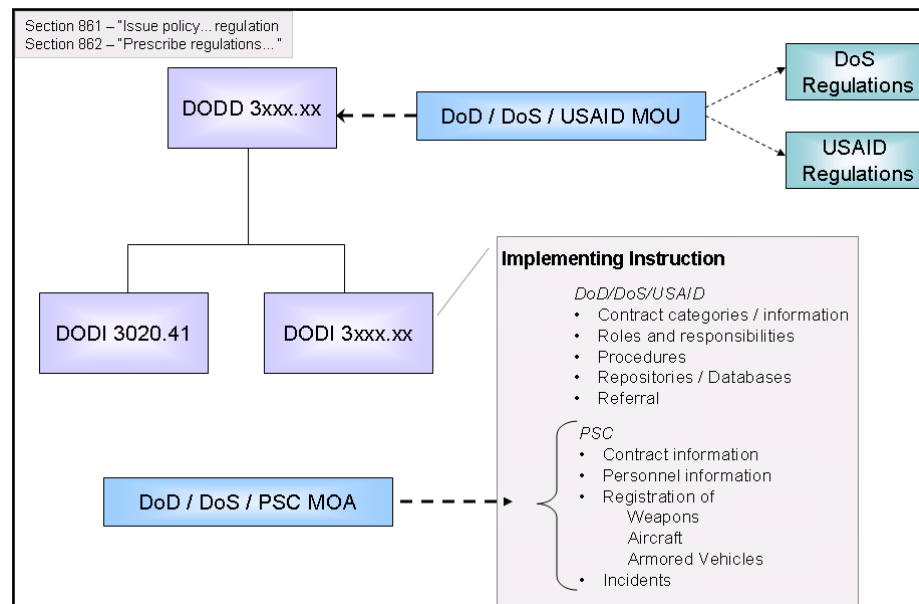 Section 861 – "Issue policy... regulation
Section 862 – "Prescribe regulations..."
DODD 3xxx.xx
DoD / DoS / USAID MOU
DoS
Regulations
USAID
Regulations
DODI 3020.41
DODI 3xxx.xx
Implementing Instruction
DoD/DoS/USAID
• Contract categories / information
• Roles and responsibilities
• Procedures
• Repositories / Databases
• Referral
PSC
• Contract information
• Personnel information
• Registration of
Weapons
Aircraft
Armored Vehicles
• Incidents
DoD / DoS / PSC MOA